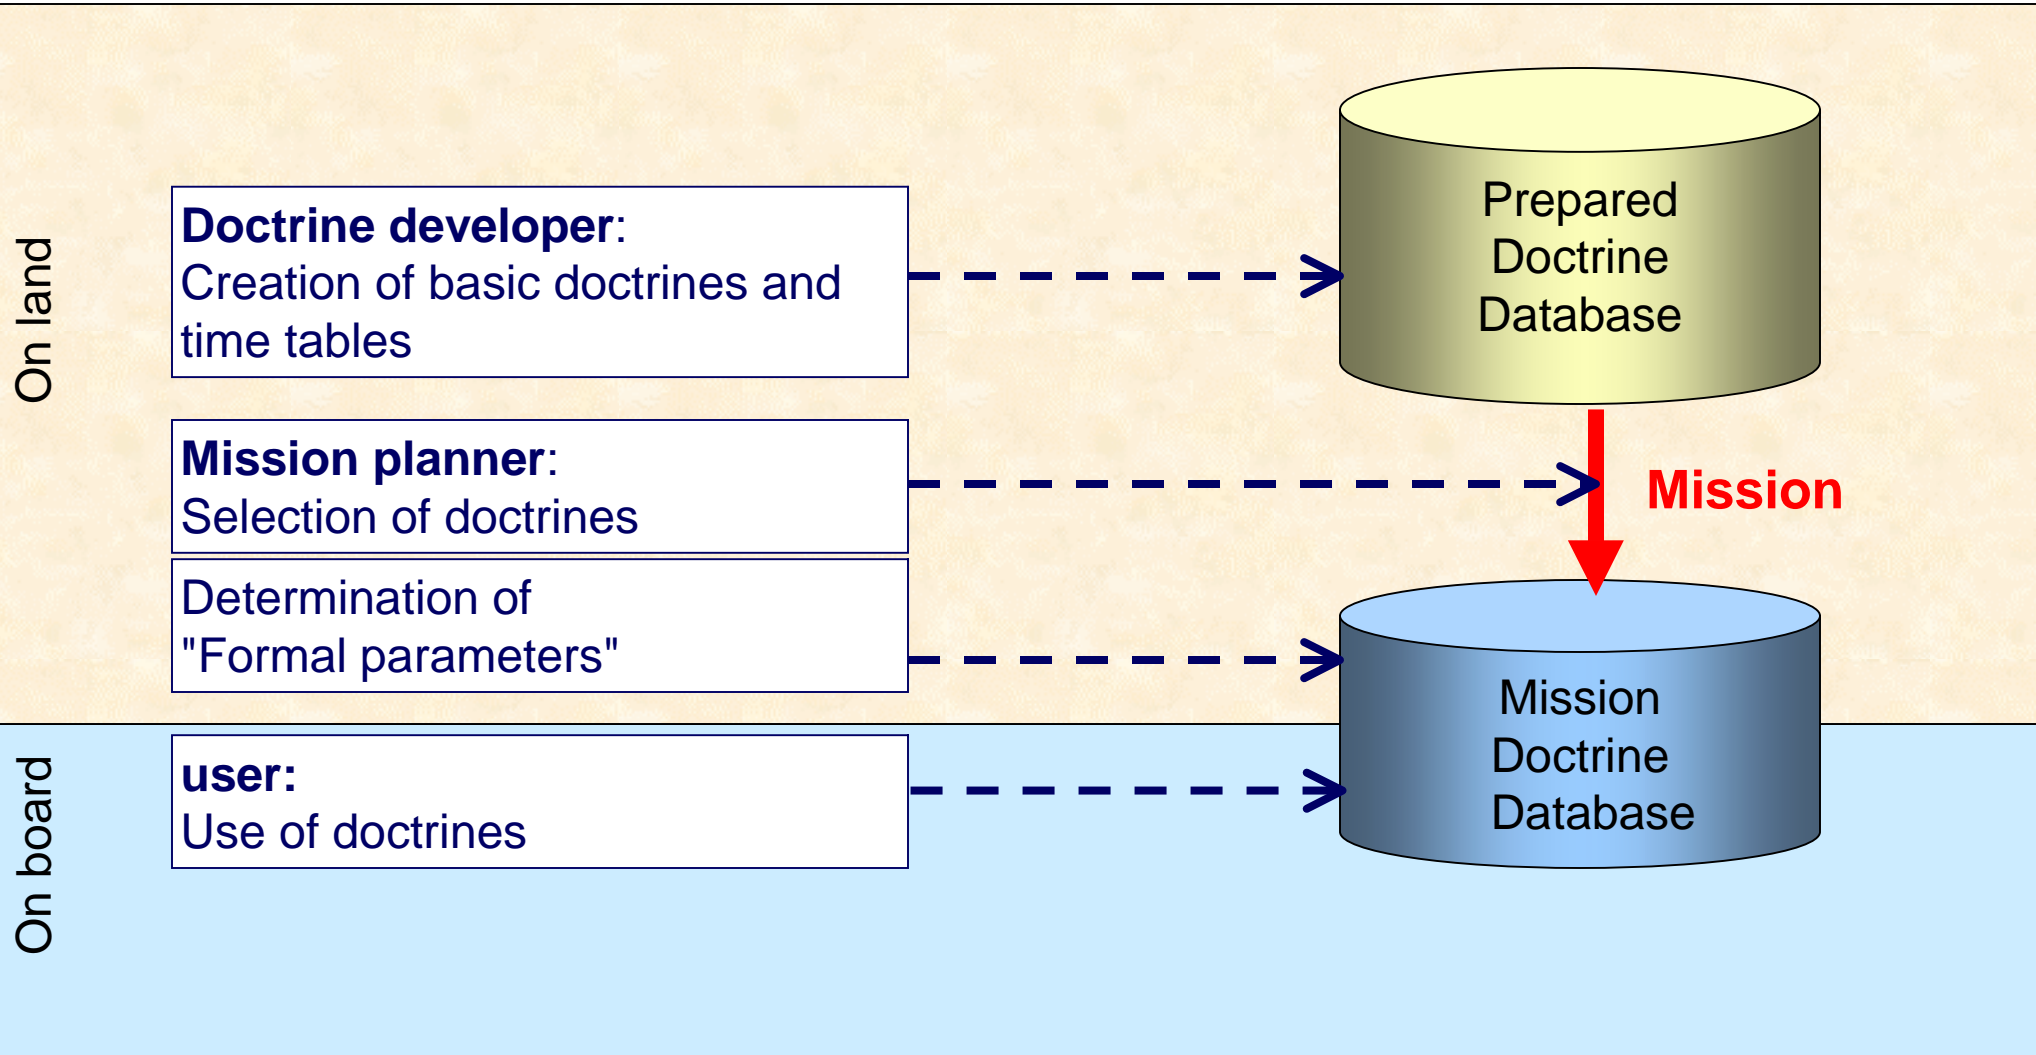 On land
Doctrine developer:
Creation of basic doctrines and
time tables
Prepared
Doctrine
Database
Mission planner:
Selection of doctrines
Mission
Determination of
"Formal parameters"
Mission
Doctrine
Database
On board
user:
Use of doctrines